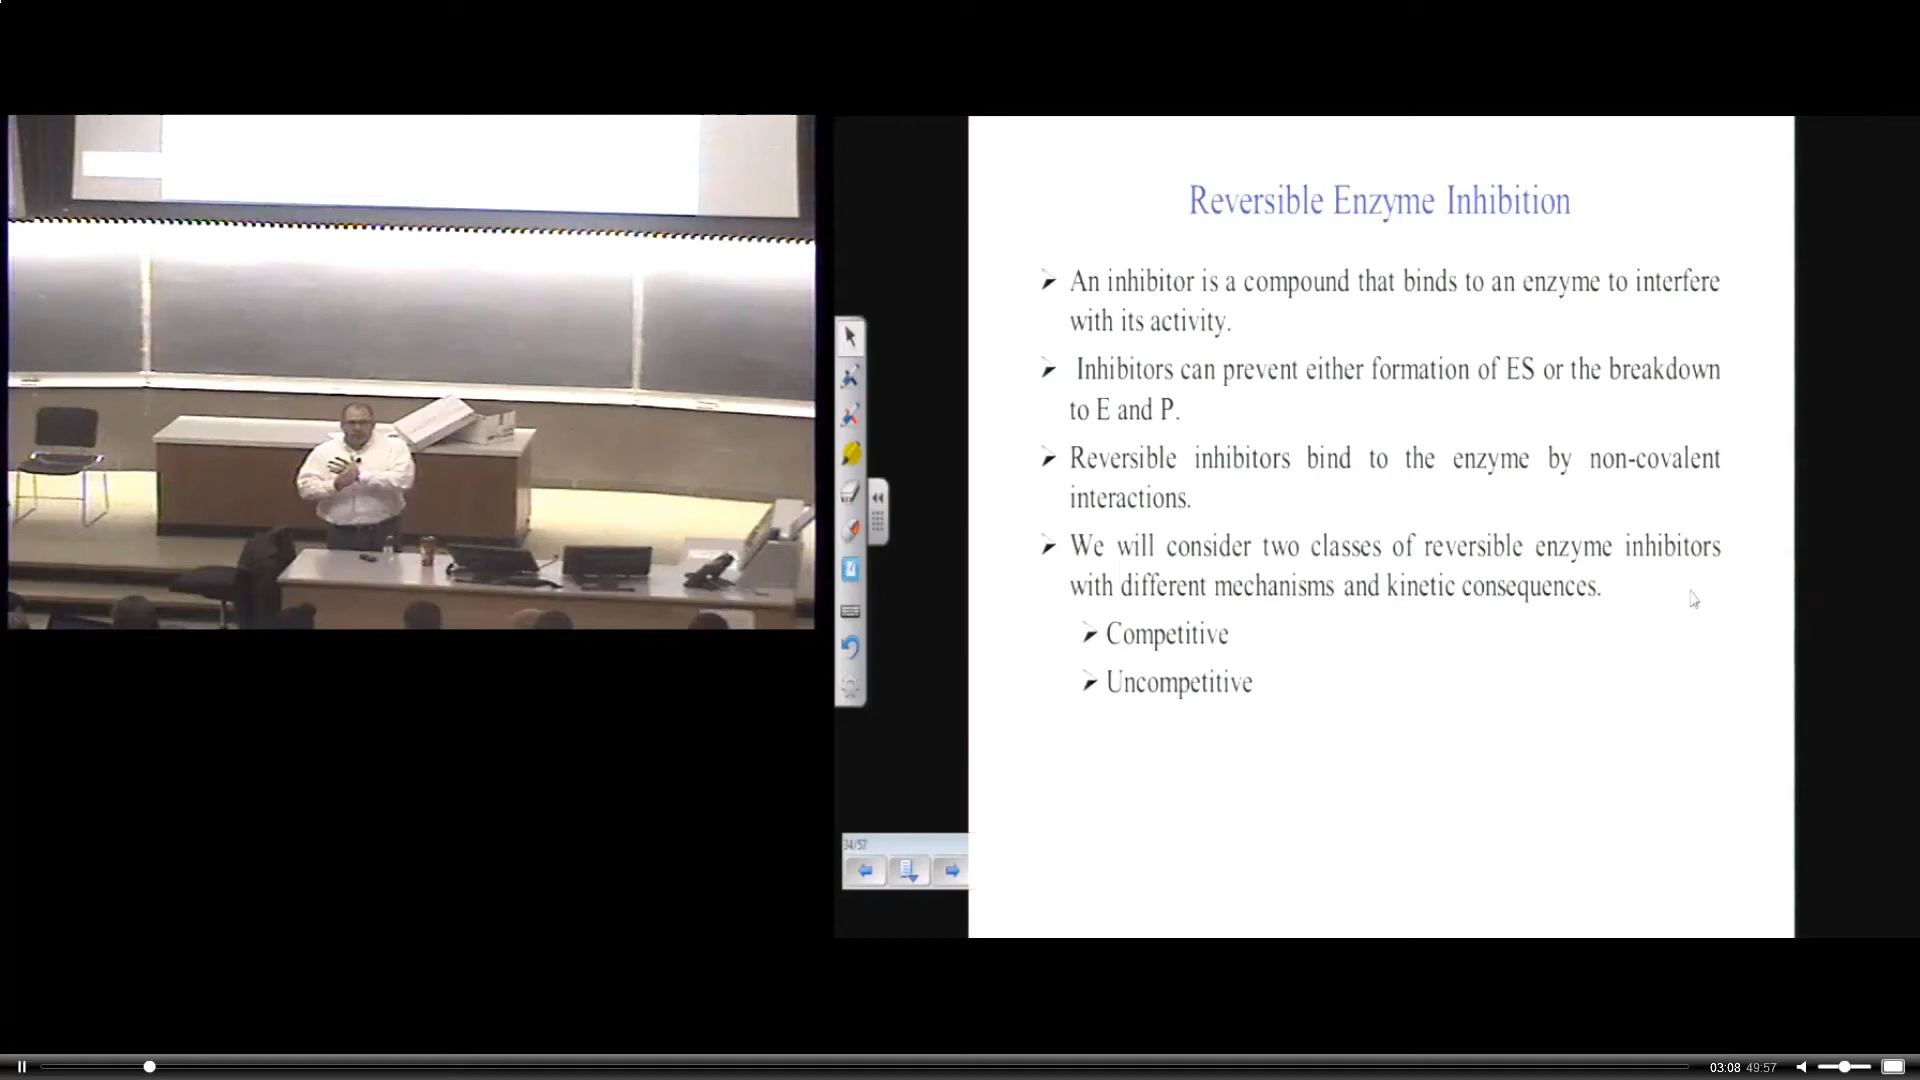 Reversible Enzyme Inhibition
An inhibitor is a compound that binds to an enzyme to interfere
with its activity.
Inhibitors can prevent either formation of ES or the breakdown
to E and P.
Reversible inhibitors bind to the enzyme by non-covalent
interactions.
We will consider two classes of reversible enzyme inhibitors
with different mechanisms and kinetic consequences.
Competitive
Uncompetitive
34/57
03:08 49:57